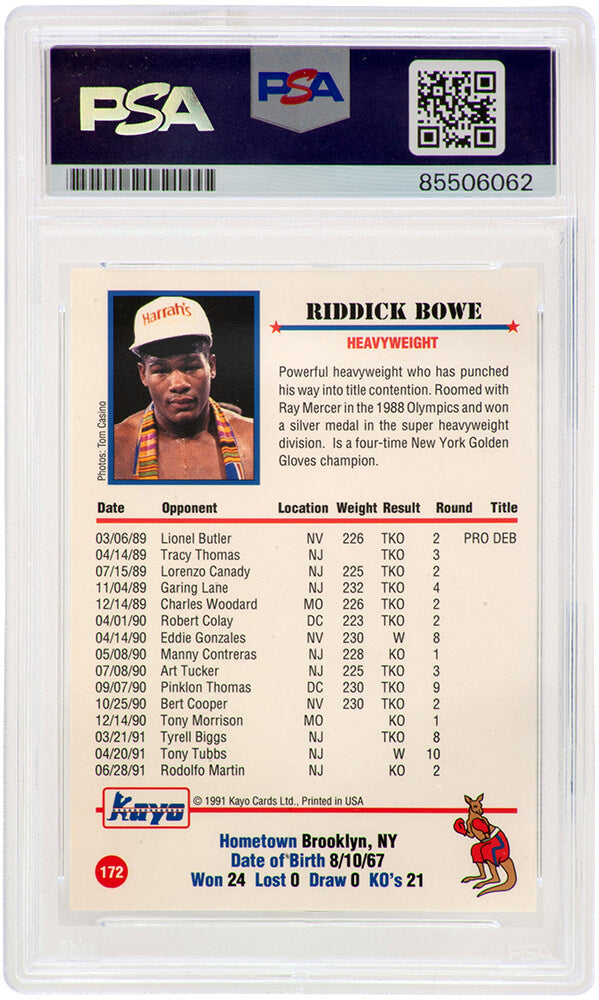 PSA
PSA
85506062
Harrah's
Photos: Tom Casino
RIDDICK BOWE
HEAVYWEIGHT
Powerful heavyweight who has punched
his way into title contention. Roomed with
Ray Mercer in the 1988 Olympics and won
a silver medal in the super heavyweight
division. Is a four-time New York Golden
Gloves champion.
Date Opponent Location Weight Result Round Title
03/06/89 Lionel Butler NV 226 TKO 2 PRO DEB
04/14/89 Tracy Thomas NJ TKO 3
07/15/89 Lorenzo Canady NJ 225 TKO 2
11/04/89 Garing Lane NJ 232 TKO 4
12/14/89 Charles Woodard MO 226 TKO 2
04/01/90 Robert Colay DC 223 TKO 2
04/14/90 Eddie Gonzales NV 230 W 8
05/08/90 Manny Contreras NJ 228 KO 1
07/08/90 Art Tucker NJ 225 TKO 3
09/07/90 Pinklon Thomas DC 230 TKO 9
10/25/90 Bert Cooper NV 230 TKO 2
12/14/90 Tony Morrison MO KO 1
03/21/91 Tyrell Biggs NJ TKO 8
04/20/91 Tony Tubbs NJ W 10
06/28/91 Rodolfo Martin NJ KO 2
Kayo © 1991 Kayo Cards Ltd., Printed in USA
Hometown Brooklyn, NY
Date of Birth 8/10/67
172 Won 24 Lost 0 Draw 0 KO's 21
PSA